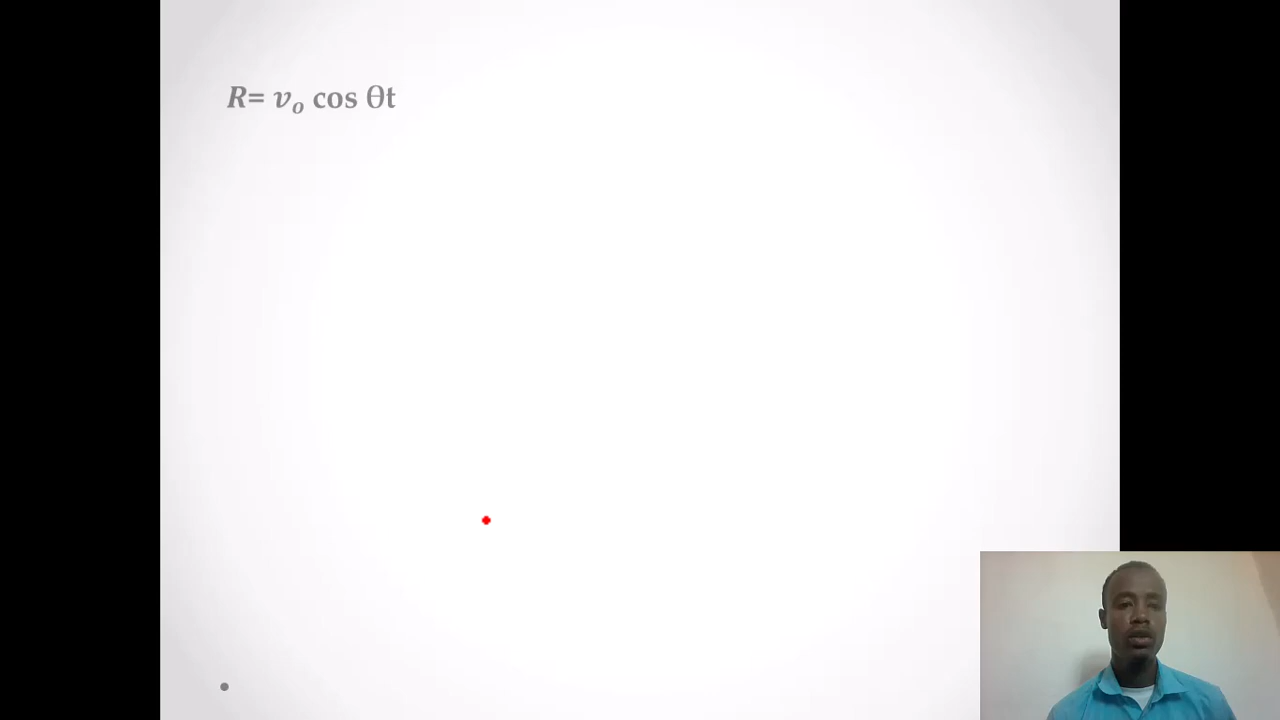 R= vₒ cos θt